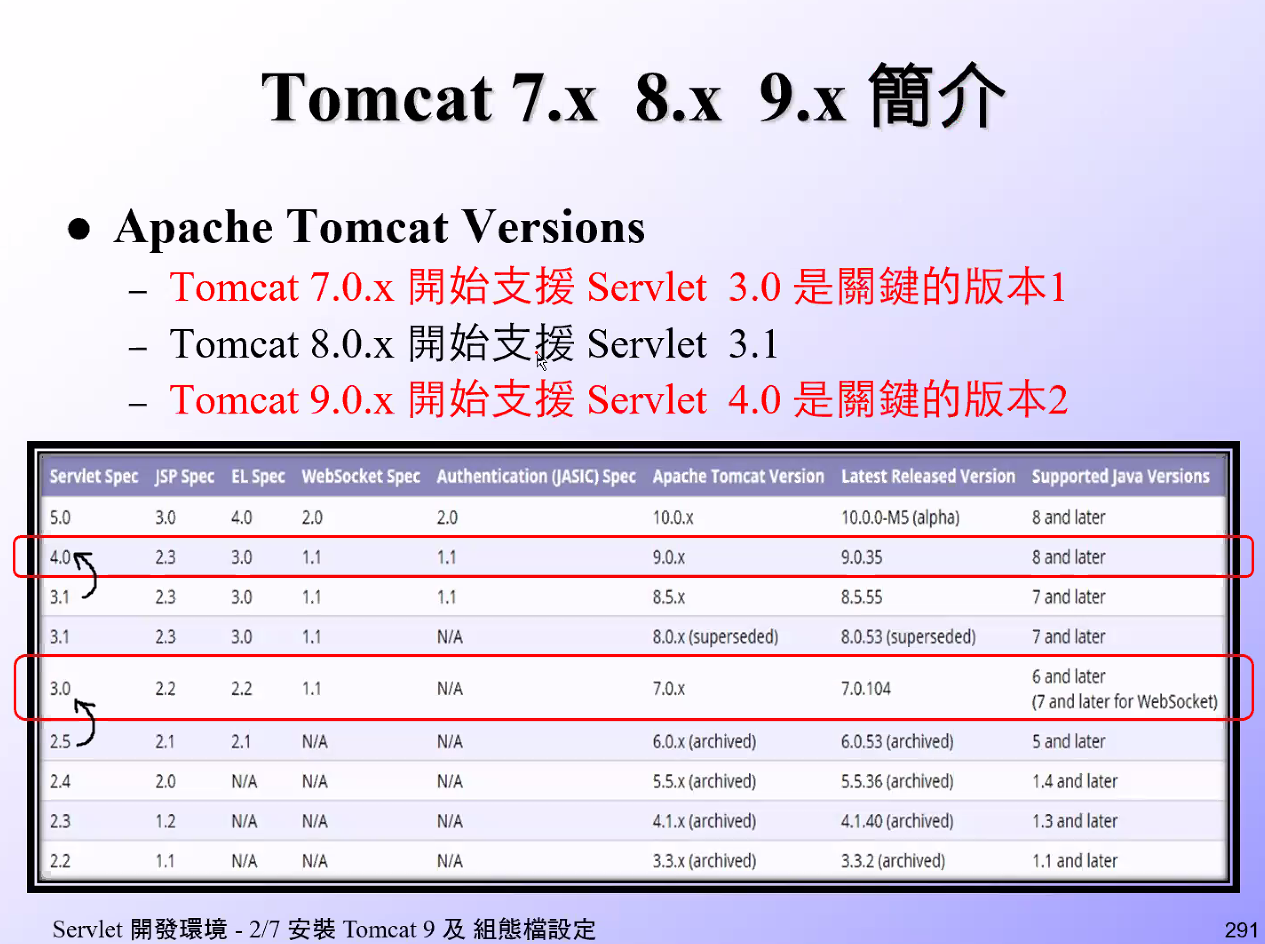 Tomcat 7.x 8.x 9.x 簡介
● Apache Tomcat Versions
– Tomcat 7.0.x 開始支援 Servlet 3.0 是關鍵的版本1
– Tomcat 8.0.x 開始支援 Servlet 3.1
– Tomcat 9.0.x 開始支援 Servlet 4.0 是關鍵的版本2
Servlet Spec JSP Spec EL Spec WebSocket Spec Authentication (JASIC) Spec Apache Tomcat Version Latest Released Version Supported Java Versions
5.0 3.0 4.0 2.0 2.0 10.0.x 10.0.0-M5 (alpha) 8 and later
4.0 2.3 3.0 1.1 1.1 9.0.x 9.0.35 8 and later
3.1 2.3 3.0 1.1 1.1 8.5.x 8.5.55 7 and later
3.1 2.3 3.0 1.1 N/A 8.0.x (superseded) 8.0.53 (superseded) 7 and later
3.0 2.2 2.2 1.1 N/A 7.0.x 7.0.104 6 and later
(7 and later for WebSocket)
2.5 2.1 2.1 N/A N/A 6.0.x (archived) 6.0.53 (archived) 5 and later
2.4 2.0 N/A N/A N/A 5.5.x (archived) 5.5.36 (archived) 1.4 and later
2.3 1.2 N/A N/A N/A 4.1.x (archived) 4.1.40 (archived) 1.3 and later
2.2 1.1 N/A N/A N/A 3.3.x (archived) 3.3.2 (archived) 1.1 and later
Servlet 開發環境 - 2/7 安裝 Tomcat 9 及 組態檔設定
291